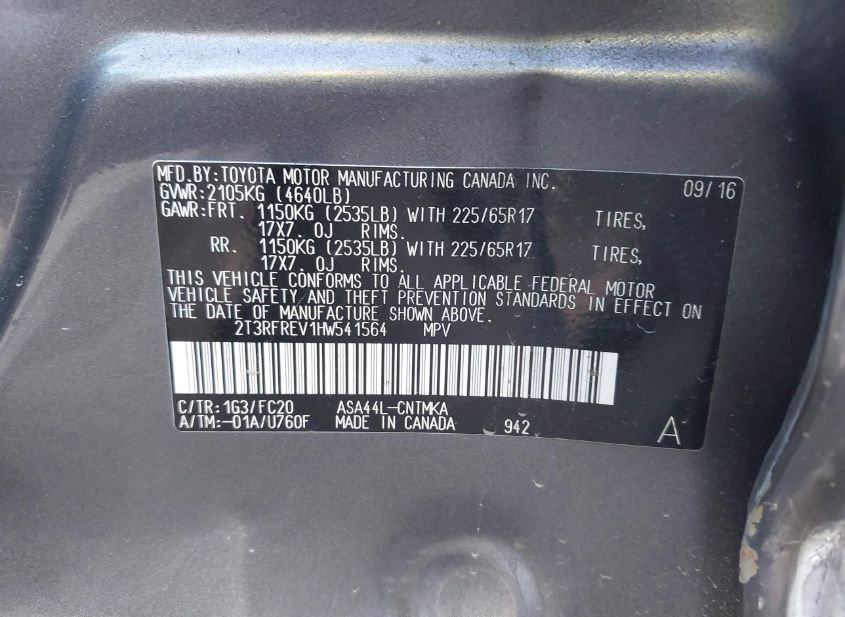 MFD.BY:TOYOTA MOTOR MANUFACTURING CANADA INC. 09/16
GVWR:2105KG (4640LB)
GAWR:FRT. 1150KG (2535LB) WITH 225/65R17 TIRES,
17X7.0J RIMS.
RR. 1150KG (2535LB) WITH 225/65R17 TIRES,
17X7.0J RIMS.
THIS VEHICLE CONFORMS TO ALL APPLICABLE FEDERAL MOTOR
VEHICLE SAFETY AND THEFT PREVENTION STANDARDS IN EFFECT ON
THE DATE OF MANUFACTURE SHOWN ABOVE.
2T3RFREV1HW541564 MPV
C/TR:1G3/FC20 ASA44L-CNTMKA
A/TM:-01A/U760F MADE IN CANADA 942 A